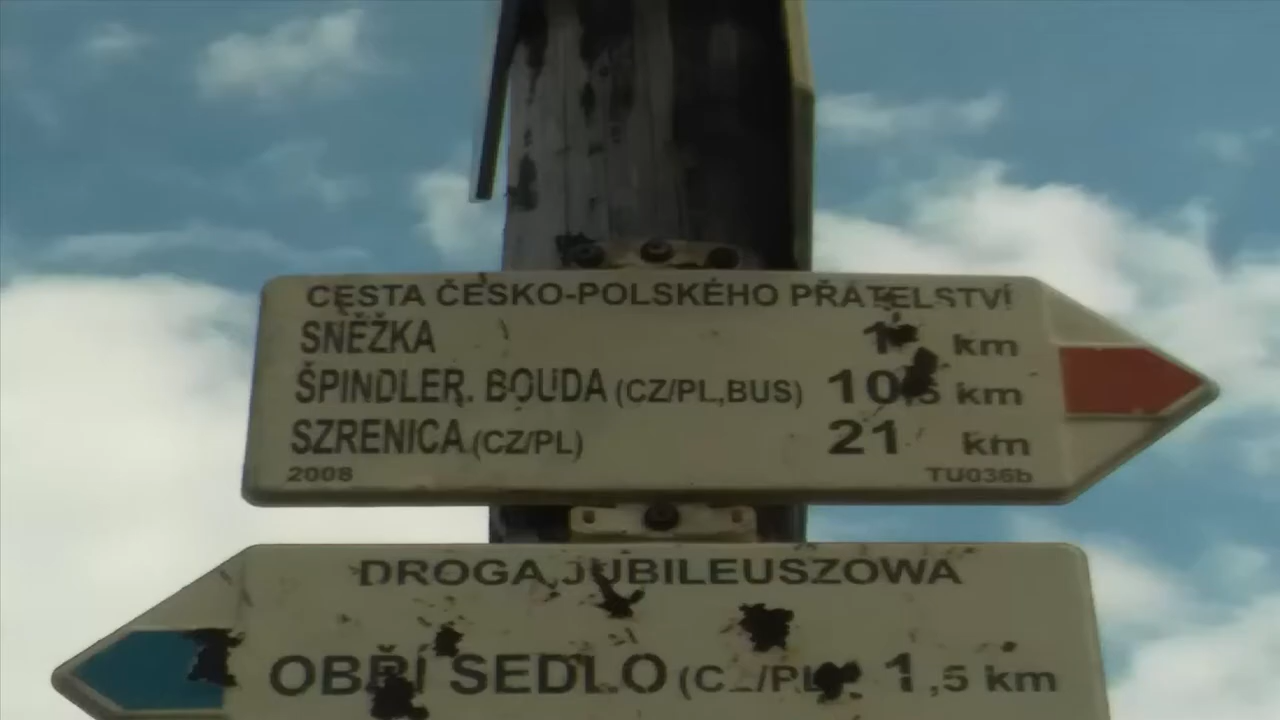 CESTA ČESKO-POLSKÉHO PŘÁTELSTVÍ
SNĚŽKA km
ŠPINDLER. BOUDA (CZ/PL,BUS) km
SZRENICA (CZ/PL) 21 km
2008 TU036b
DROGA JUBILEUSZOWA
OBŘÍ SEDLO 1,5 km